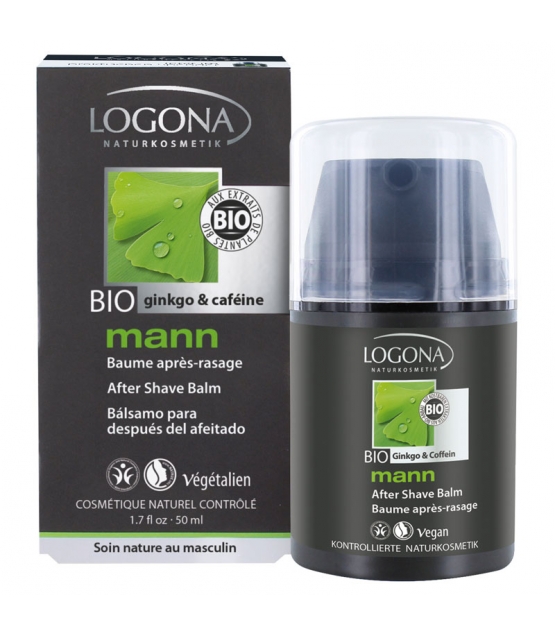 LOGONA
NATURKOSMETIK
AUX EXTRAITS DE PLANTES BIO
BIO
BIO ginkgo & caféine
mann
Baume après-rasage
After Shave Balm
Bálsamo para
después del afeitado
Végétalien
COSMÉTIQUE NATUREL CONTRÔLÉ
1.7 fl oz · 50 ml
Soin nature au masculin
LOGONA
NATURKOSMETIK
BIO
BIO Ginkgo & Coffein
mann
After Shave Balm
Baume après-rasage
Vegan
KONTROLLIERTE NATURKOSMETIK